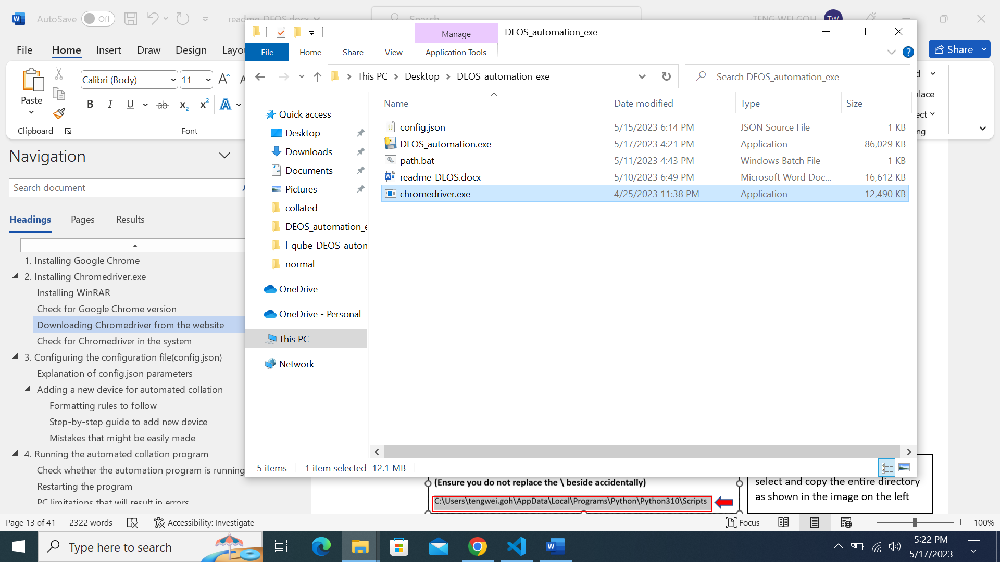 AutoSave Off
readme_DEOS.docx
Search
TENG WEI GOH TW
File Home Insert Draw Design Layou
Share
Paste
Clipboard
Calibri (Body) 11
B I U ab x2 x2 A
Font
Navigation
Search document
Headings Pages Results
1. Installing Google Chrome
2. Installing Chromedriver.exe
Installing WinRAR
Check for Google Chrome version
Downloading Chromedriver from the website
Check for Chromedriver in the system
3. Configuring the configuration file(config.json)
Explanation of config.json parameters
Adding a new device for automated collation
Formatting rules to follow
Step-by-step guide to add new device
Mistakes that might be easily made
4. Running the automated collation program
Check whether the automation program is running
Restarting the program
PC limitations that will result in errors
Manage DEOS_automation_exe
File Home Share View Application Tools
This PC Desktop DEOS_automation_exe
Search DEOS_automation_exe
Quick access
Desktop
Downloads
Documents
Pictures
collated
DEOS_automation_e
l_qube_DEOS_autom
normal
OneDrive
OneDrive - Personal
This PC
Network
Name Date modified Type Size
config.json 5/15/2023 6:14 PM JSON Source File 1 KB
DEOS_automation.exe 5/17/2023 4:21 PM Application 86,029 KB
path.bat 5/11/2023 4:43 PM Windows Batch File 1 KB
readme_DEOS.docx 5/10/2023 6:49 PM Microsoft Word Doc... 16,612 KB
chromedriver.exe 4/25/2023 11:38 PM Application 12,490 KB
5 items 1 item selected 12.1 MB
d
lace
ect
ng
(Ensure you do not replace the \ beside accidentally)
C:\Users\tengwei.goh\AppData\Local\Programs\Python\Python310\Scripts
select and copy the entire directory
as shown in the image on the left
Page 13 of 41 2322 words Accessibility: Investigate
Focus 100%
Type here to search
5:22 PM
5/17/2023